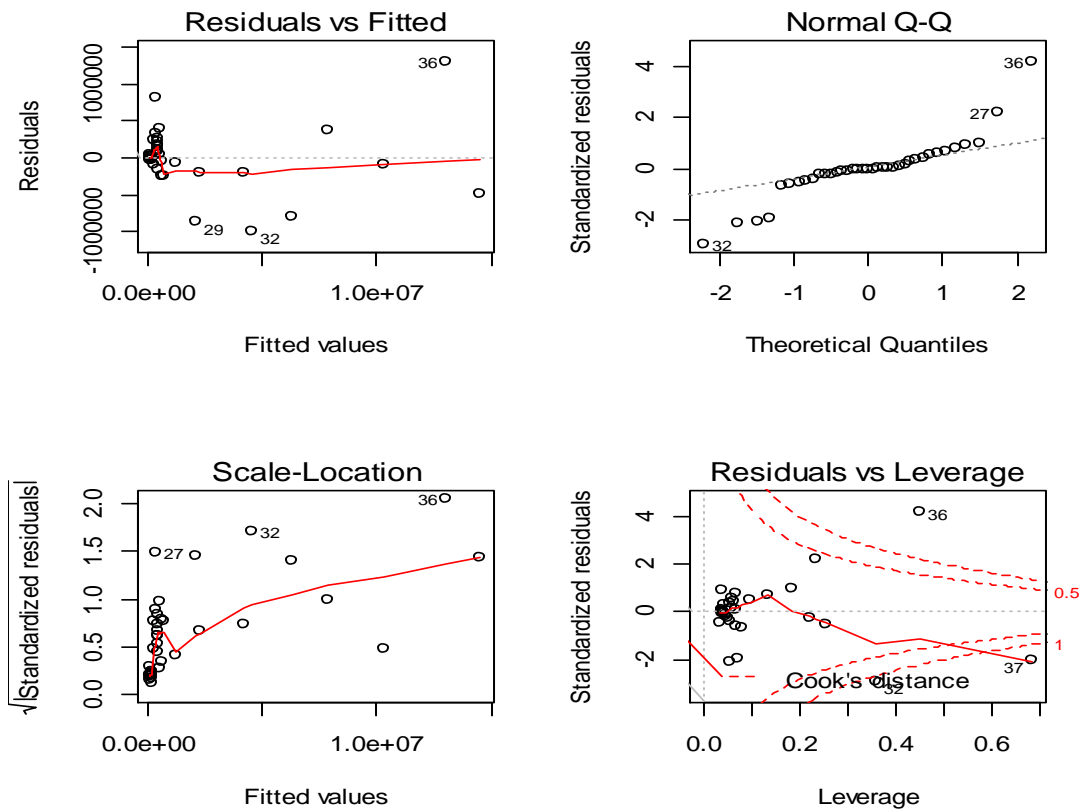 Residuals vs Fitted
Residuals
-1000000 0 1000000
36
29
32
0.0e+00 1.0e+07
Fitted values
Normal Q-Q
Standardized residuals
-2 0 2 4
36
27
32
-2 -1 0 1 2
Theoretical Quantiles
Scale-Location
√|Standardized residuals|
0.0 0.5 1.0 1.5 2.0
36
32
27
0.0e+00 1.0e+07
Fitted values
Residuals vs Leverage
Standardized residuals
-2 0 2 4
36
0.5
1
37
32
Cook's distance
0.0 0.2 0.4 0.6
Leverage